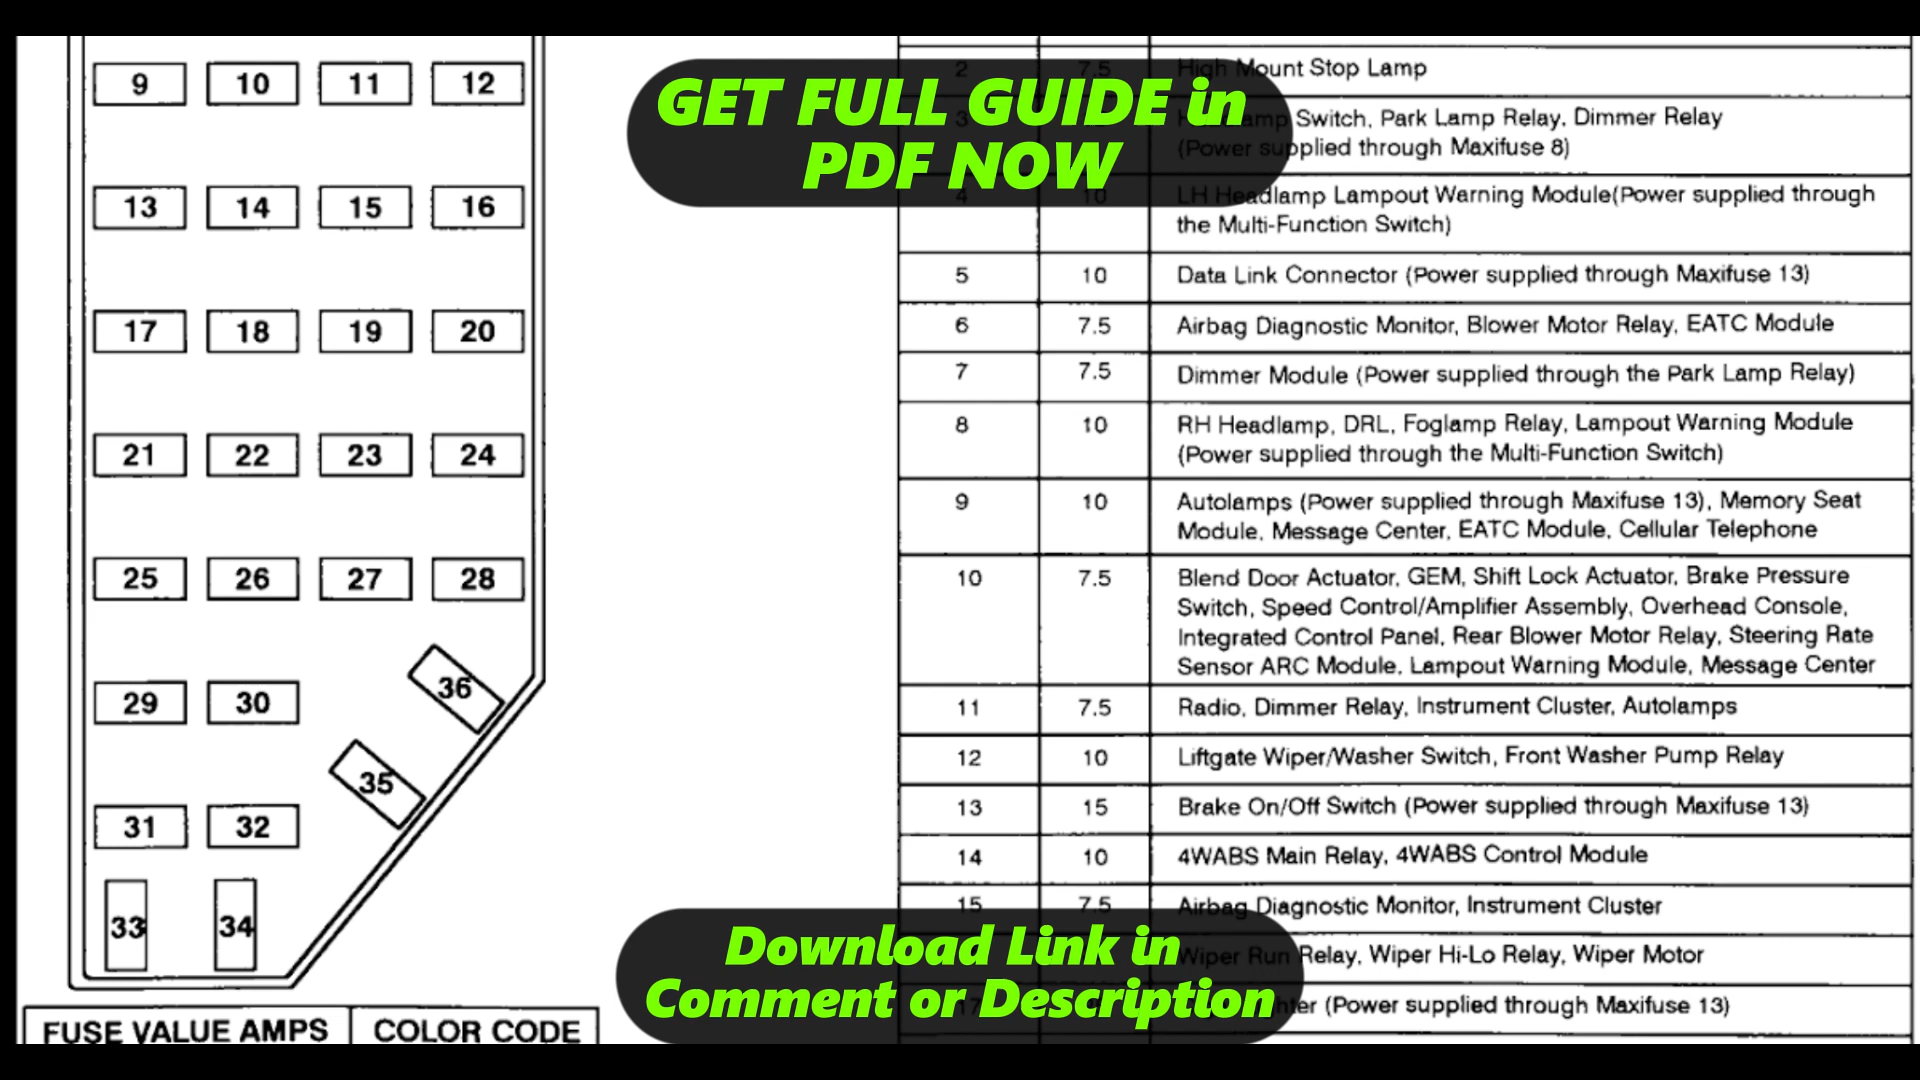 9 10 11 12
13 14 15 16
17 18 19 20
21 22 23 24
25 26 27 28
36
29 30
35
31 32
33 34
FUSE VALUE AMPS COLOR CODE
GET FULL GUIDE in
PDF NOW
2 7.5 High Mount Stop Lamp
3 Headlamp Switch, Park Lamp Relay, Dimmer Relay
(Power supplied through Maxifuse 8)
4 10 LH Headlamp Lampout Warning Module(Power supplied through
the Multi-Function Switch)
5 10 Data Link Connector (Power supplied through Maxifuse 13)
6 7.5 Airbag Diagnostic Monitor, Blower Motor Relay, EATC Module
7 7.5 Dimmer Module (Power supplied through the Park Lamp Relay)
8 10 RH Headlamp, DRL, Foglamp Relay, Lampout Warning Module
(Power supplied through the Multi-Function Switch)
9 10 Autolamps (Power supplied through Maxifuse 13), Memory Seat
Module, Message Center, EATC Module, Cellular Telephone
10 7.5 Blend Door Actuator, GEM, Shift Lock Actuator, Brake Pressure
Switch, Speed Control/Amplifier Assembly, Overhead Console,
Integrated Control Panel, Rear Blower Motor Relay, Steering Rate
Sensor ARC Module, Lampout Warning Module, Message Center
11 7.5 Radio, Dimmer Relay, Instrument Cluster, Autolamps
12 10 Liftgate Wiper/Washer Switch, Front Washer Pump Relay
13 15 Brake On/Off Switch (Power supplied through Maxifuse 13)
14 10 4WABS Main Relay, 4WABS Control Module
15 7.5 Airbag Diagnostic Monitor, Instrument Cluster
Wiper Run Relay, Wiper Hi-Lo Relay, Wiper Motor
17 (Power supplied through Maxifuse 13)
Download Link in
Comment or Description